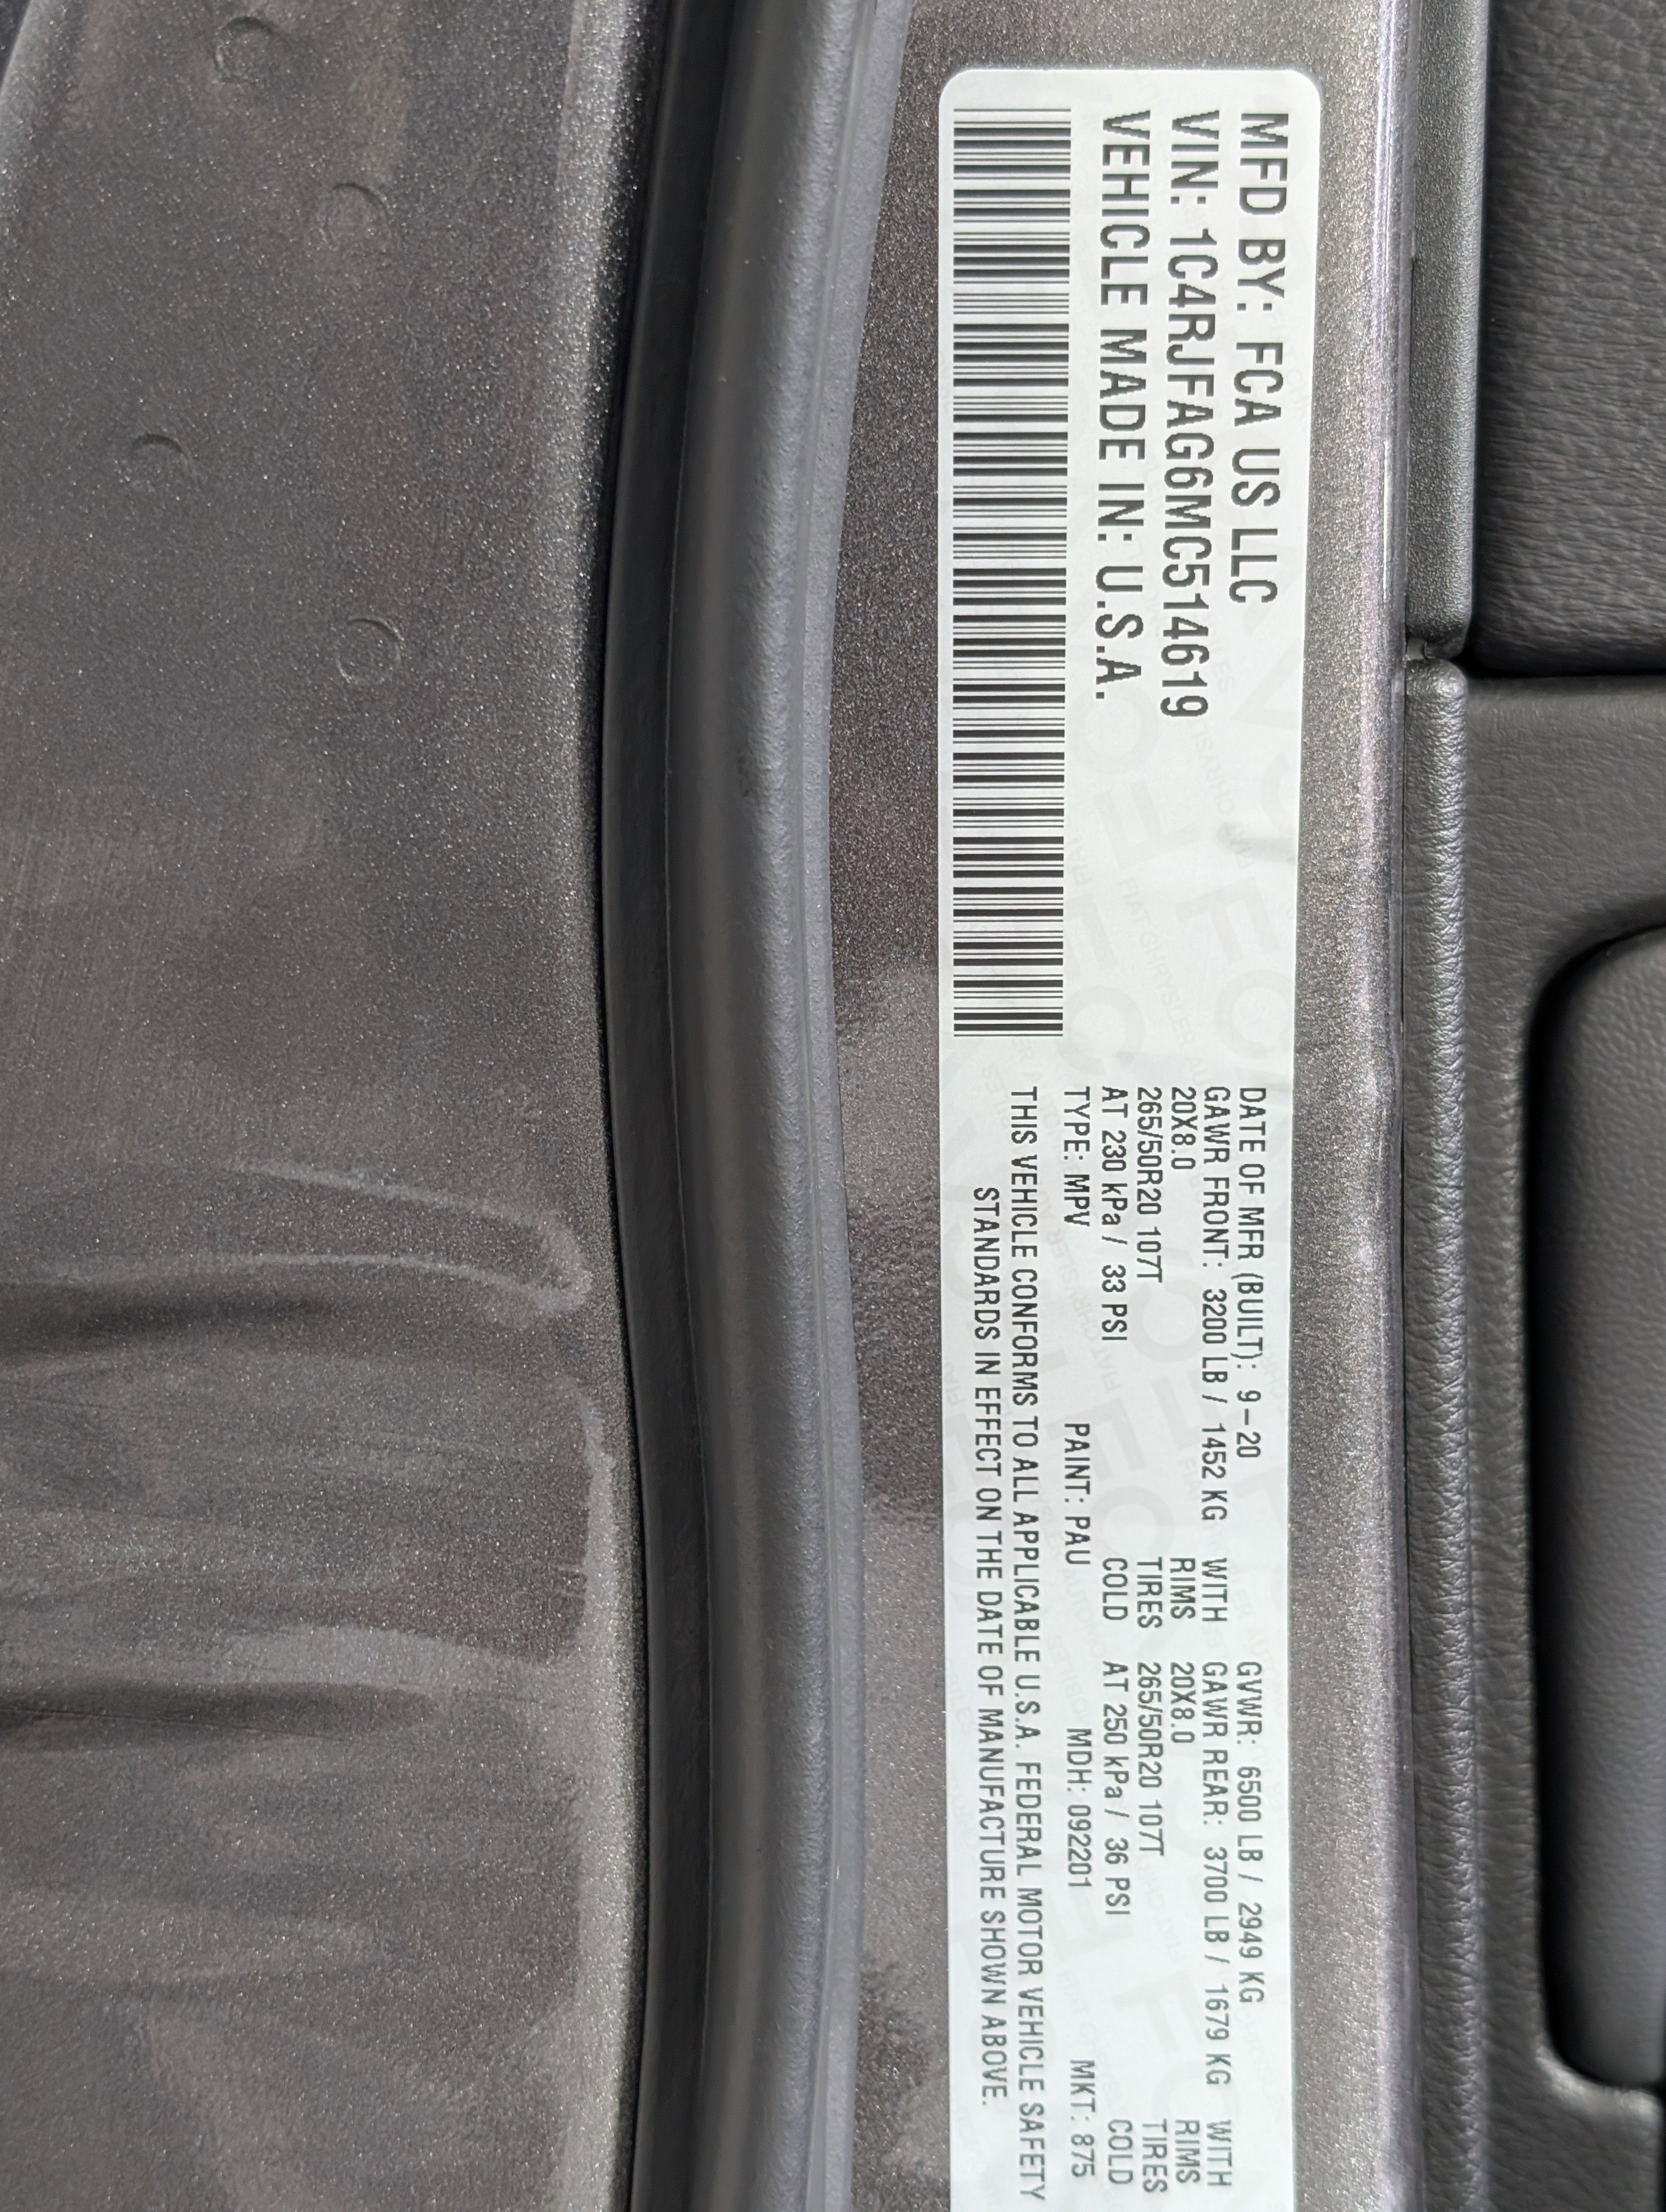 MFD BY: FCA US LLC
VIN: 1C4RJFAG6MC514619
VEHICLE MADE IN: U.S.A.
DATE OF MFR (BUILT): 9-20 GVWR: 6500 LB / 2949 KG
GAWR FRONT: 3200 LB / 1452 KG WITH GAWR REAR: 3700 LB / 1679 KG WITH
20X8.0 RIMS 20X8.0 RIMS
265/50R20 107T TIRES 265/50R20 107T TIRES
AT 230 kPa / 33 PSI COLD AT 250 kPa / 36 PSI COLD
TYPE: MPV PAINT: PAU MDH: 092201 MKT: 875
THIS VEHICLE CONFORMS TO ALL APPLICABLE U.S.A. FEDERAL MOTOR VEHICLE SAFETY
STANDARDS IN EFFECT ON THE DATE OF MANUFACTURE SHOWN ABOVE.